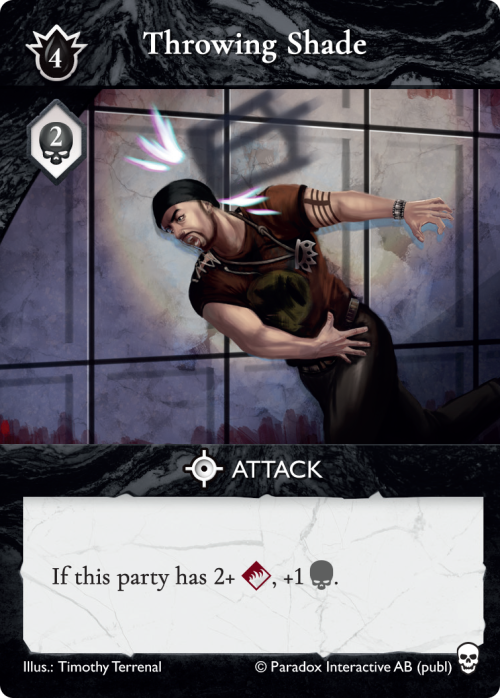 4
Throwing Shade
2
ATTACK
If this party has 2+ , +1 .
Illus.: Timothy Terrenal © Paradox Interactive AB (publ)